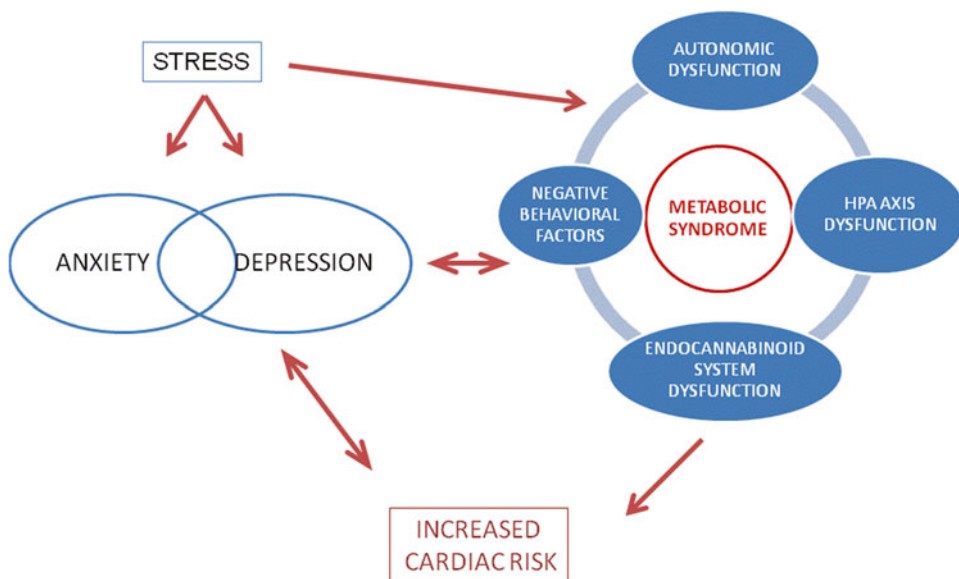 STRESS
AUTONOMIC
DYSFUNCTION
ANXIETY
DEPRESSION
NEGATIVE
BEHAVIORAL
FACTORS
METABOLIC
SYNDROME
HPA AXIS
DYSFUNCTION
ENDOCANNABINOID
SYSTEM
DYSFUNCTION
INCREASED
CARDIAC RISK